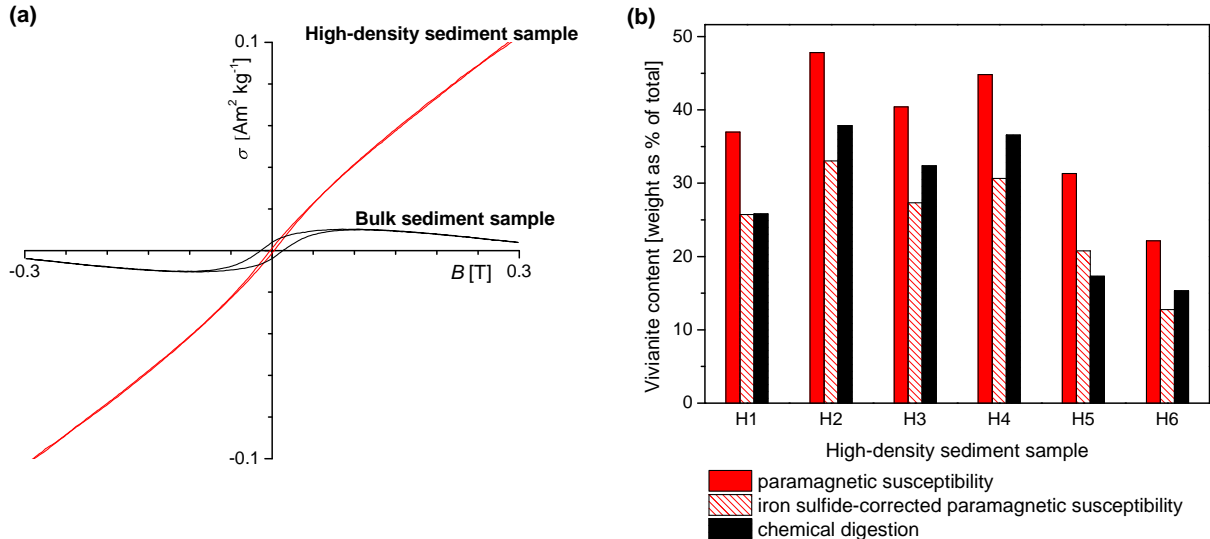 (a)
High-density sediment sample
0.1
σ [Am² kg⁻¹]
Bulk sediment sample
-0.3
B [T]
0.3
-0.1
(b)
50
40
30
20
10
0
Vivianite content [weight as % of total]
H1 H2 H3 H4 H5 H6
High-density sediment sample
paramagnetic susceptibility
iron sulfide-corrected paramagnetic susceptibility
chemical digestion